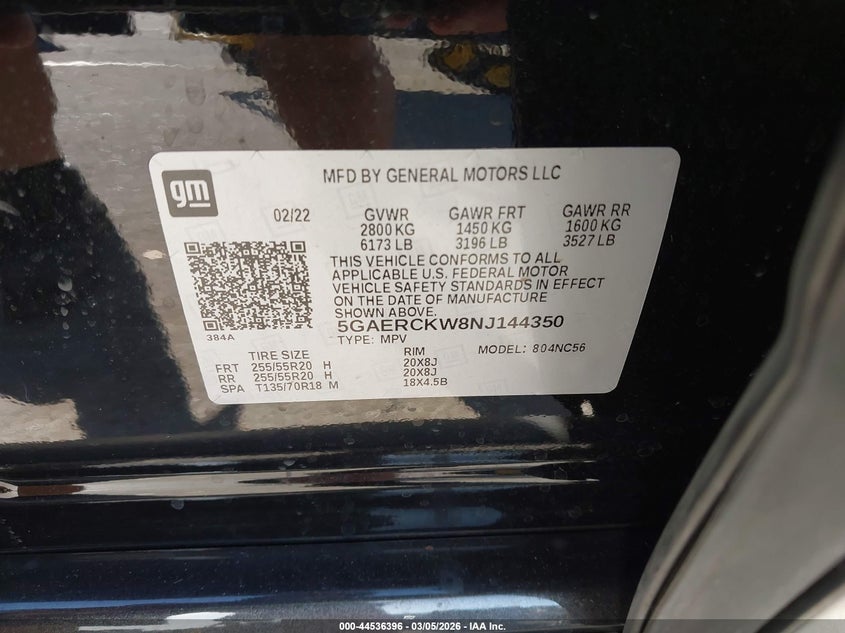 gm
MFD BY GENERAL MOTORS LLC
02/22 GVWR GAWR FRT GAWR RR
2800 KG 1450 KG 1600 KG
6173 LB 3196 LB 3527 LB
THIS VEHICLE CONFORMS TO ALL
APPLICABLE U.S. FEDERAL MOTOR
VEHICLE SAFETY STANDARDS IN EFFECT
ON THE DATE OF MANUFACTURE
SHOWN ABOVE.
5GAERCKW8NJ144350
384A
TYPE: MPV MODEL: 804NC56
TIRE SIZE RIM
FRT 255/55R20 H 20X8J
RR 255/55R20 H 20X8J
SPA T135/70R18 M 18X4.5B
000-44536396 — 03/05/2026 — IAA Inc.